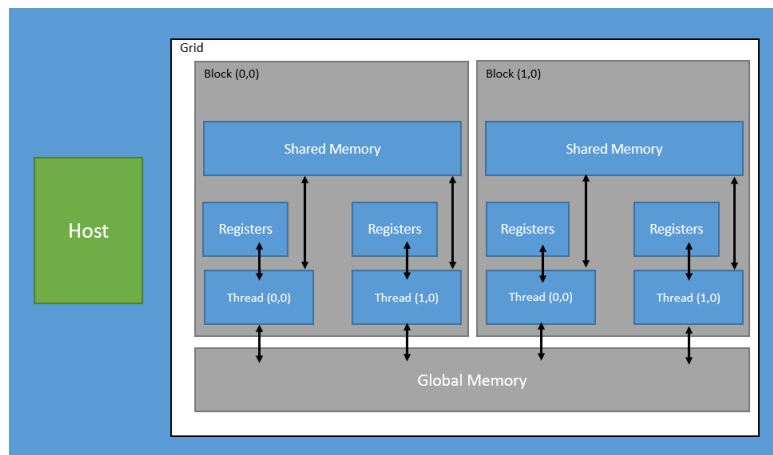 Grid
Block (0,0)
Block (1,0)
Shared Memory
Shared Memory
Host
Registers
Registers
Registers
Registers
Thread (0,0)
Thread (1,0)
Thread (0,0)
Thread (1,0)
Global Memory